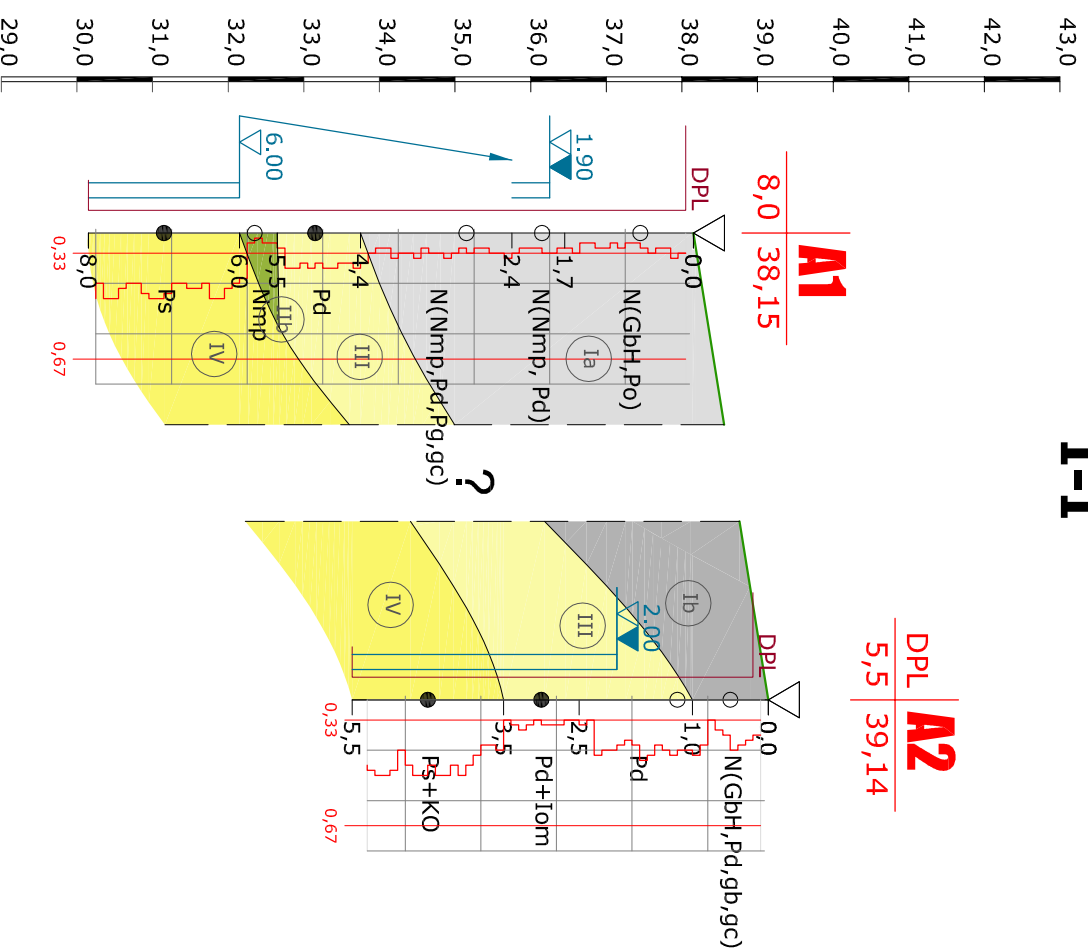 I-I
43,0
42,0
41,0
40,0
39,0
38,0
37,0
36,0
35,0
34,0
33,0
32,0
31,0
30,0
29,0
A1
8,0 38,15
DPL
1.90
6.00
0,0
N(GbH,Po)
Ia
1,7
N(Nmp, Pd)
2,4
N(Nmp,Pd,Pg,gc)
4,4
III
Pd
5,5
IIb
Nmp
6,0
IV
Ps
8,0
0,33
0,67
?
A2
DPL
5,5 39,14
DPL
2.00
0,0
N(GbH,Pd,gb,gc)
Ib
1,0
Pd
III
2,5
Pd+Iom
3,5
IV
Ps+KO
5,5
0,33
0,67